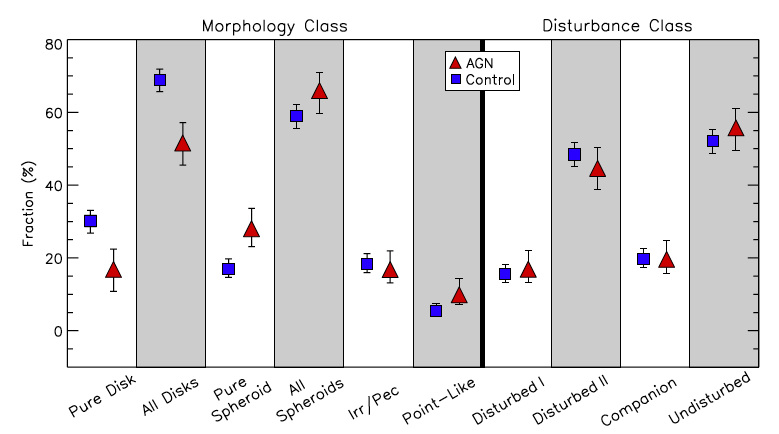 Morphology Class
Disturbance Class
80
60
40
20
0
Fraction (%)
AGN
Control
Pure Disk
All Disks
Pure
Spheroid
All
Spheroids
Irr/Pec
Point-Like
Disturbed I
Disturbed II
Companion
Undisturbed